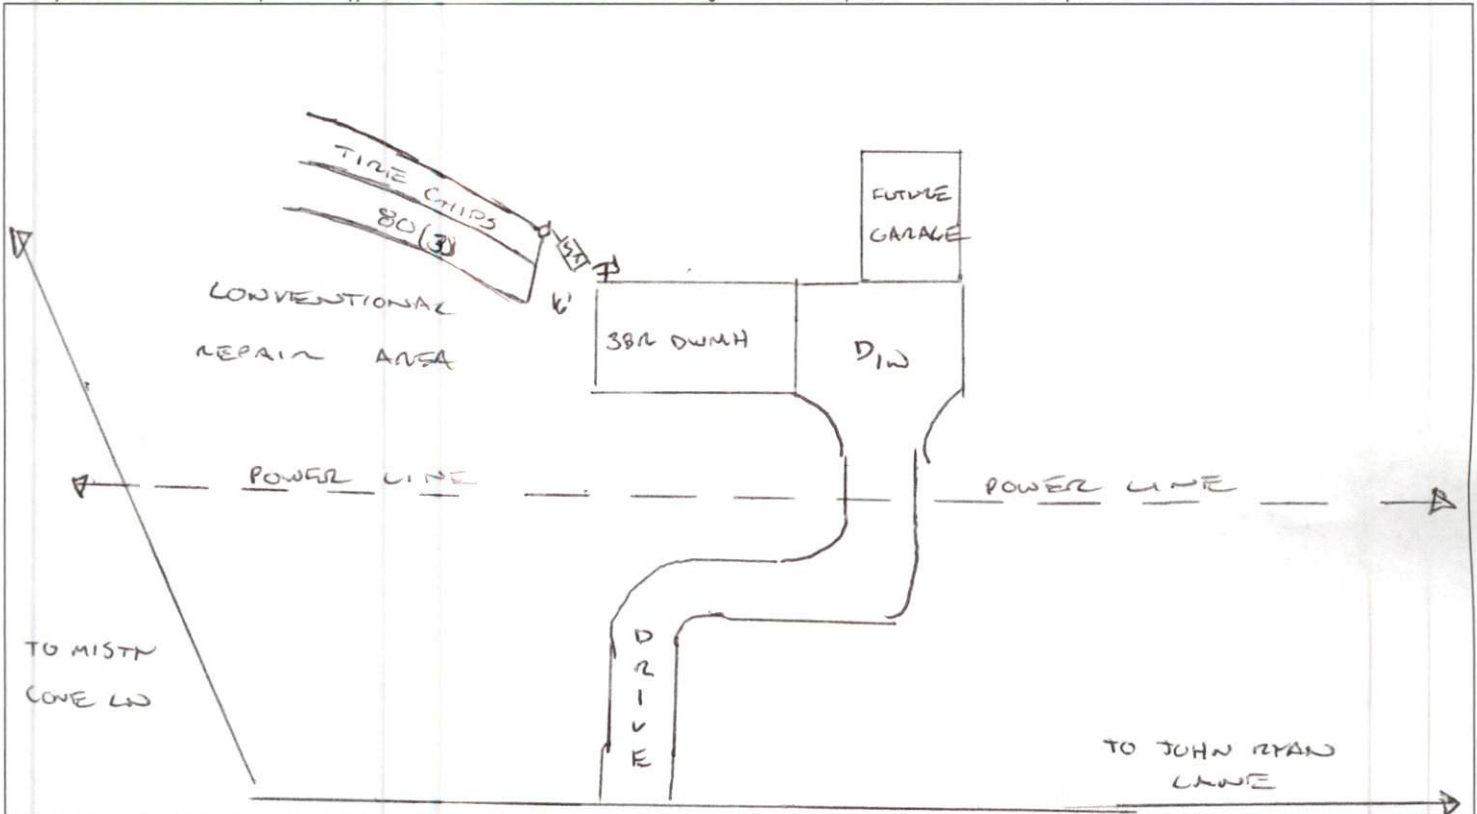 TIRE CHIPS
80(3)
ST
FUTURE
GARAGE
CONVENTIONAL
REPAIR AREA
3BR DWMH
D/W
POWER LINE
POWER LINE
DRIVE
TO MISTY
COVE LN
TO JOHN RYAN
LANE